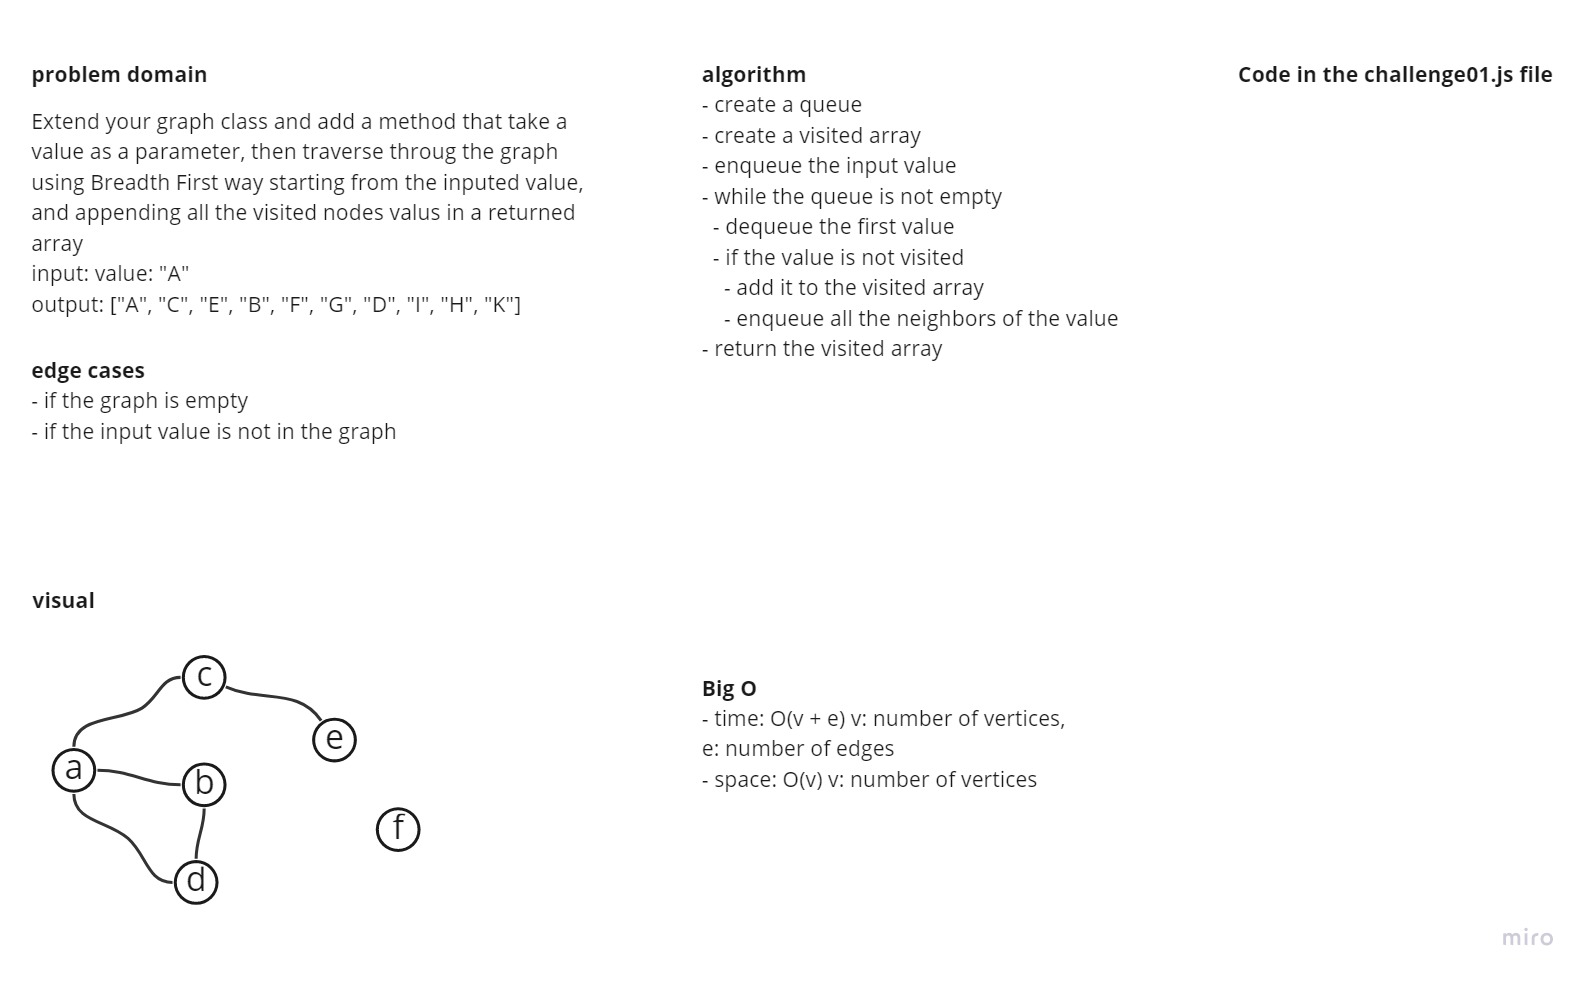 problem domain
Extend your graph class and add a method that take a
value as a parameter, then traverse throug the graph
using Breadth First way starting from the inputed value,
and appending all the visited nodes valus in a returned
array
input: value: "A"
output: ["A", "C", "E", "B", "F", "G", "D", "I", "H", "K"]
edge cases
- if the graph is empty
- if the input value is not in the graph
visual
c
e
a
b
f
d
algorithm
- create a queue
- create a visited array
- enqueue the input value
- while the queue is not empty
- dequeue the first value
- if the value is not visited
- add it to the visited array
- enqueue all the neighbors of the value
- return the visited array
Big O
- time: O(v + e) v: number of vertices,
e: number of edges
- space: O(v) v: number of vertices
Code in the challenge01.js file
miro